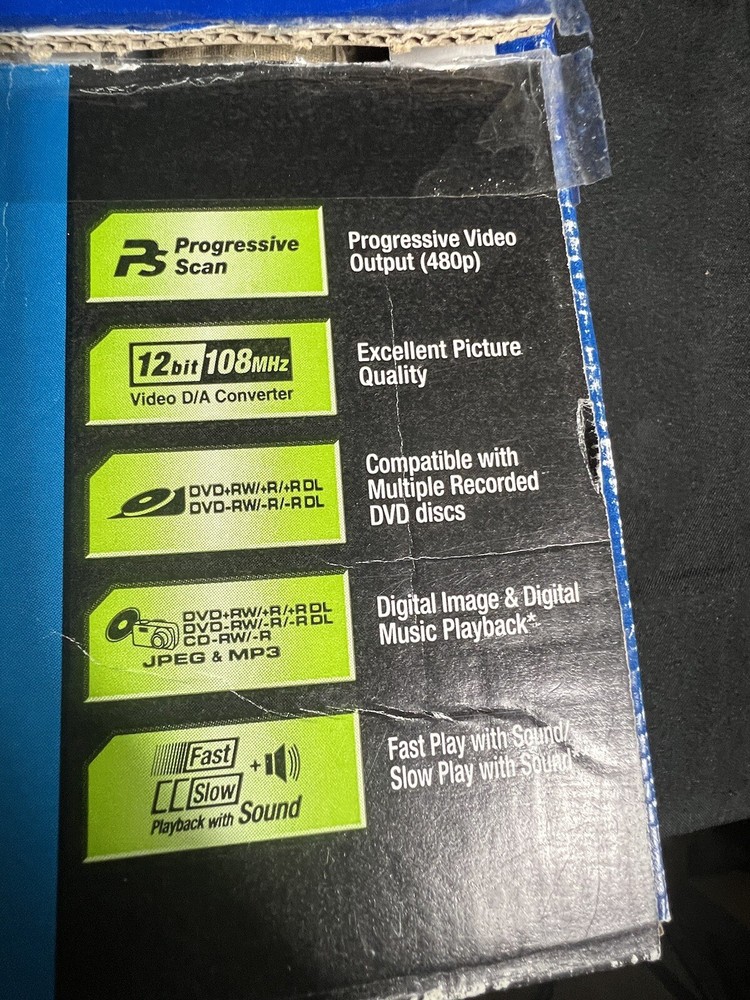 PS Progressive
Scan
Progressive Video
Output (480p)
12bit 108MHz
Video D/A Converter
Excellent Picture
Quality
DVD+RW/+R/+R DL
DVD-RW/-R/-R DL
Compatible with
Multiple Recorded
DVD discs
DVD+RW/+R/+R DL
DVD-RW/-R/-R DL
CD-RW/-R
JPEG & MP3
Digital Image & Digital
Music Playback*
Fast
+
Slow
Playback with Sound
Fast Play with Sound/
Slow Play with Sound